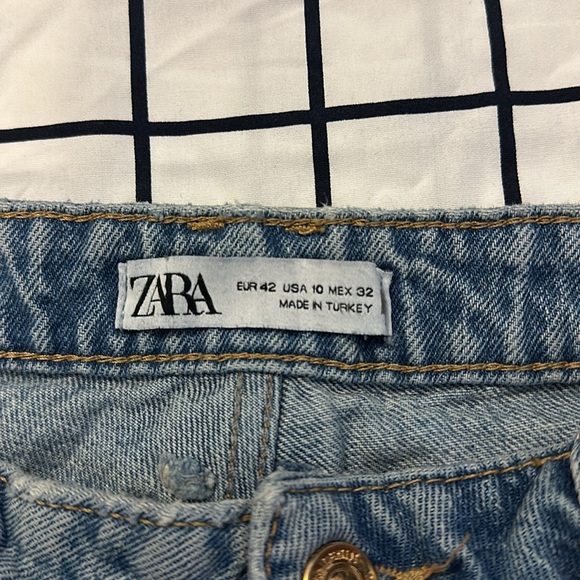 ZARA
EUR 42 USA 10 MEX 32
MADE IN TURKEY